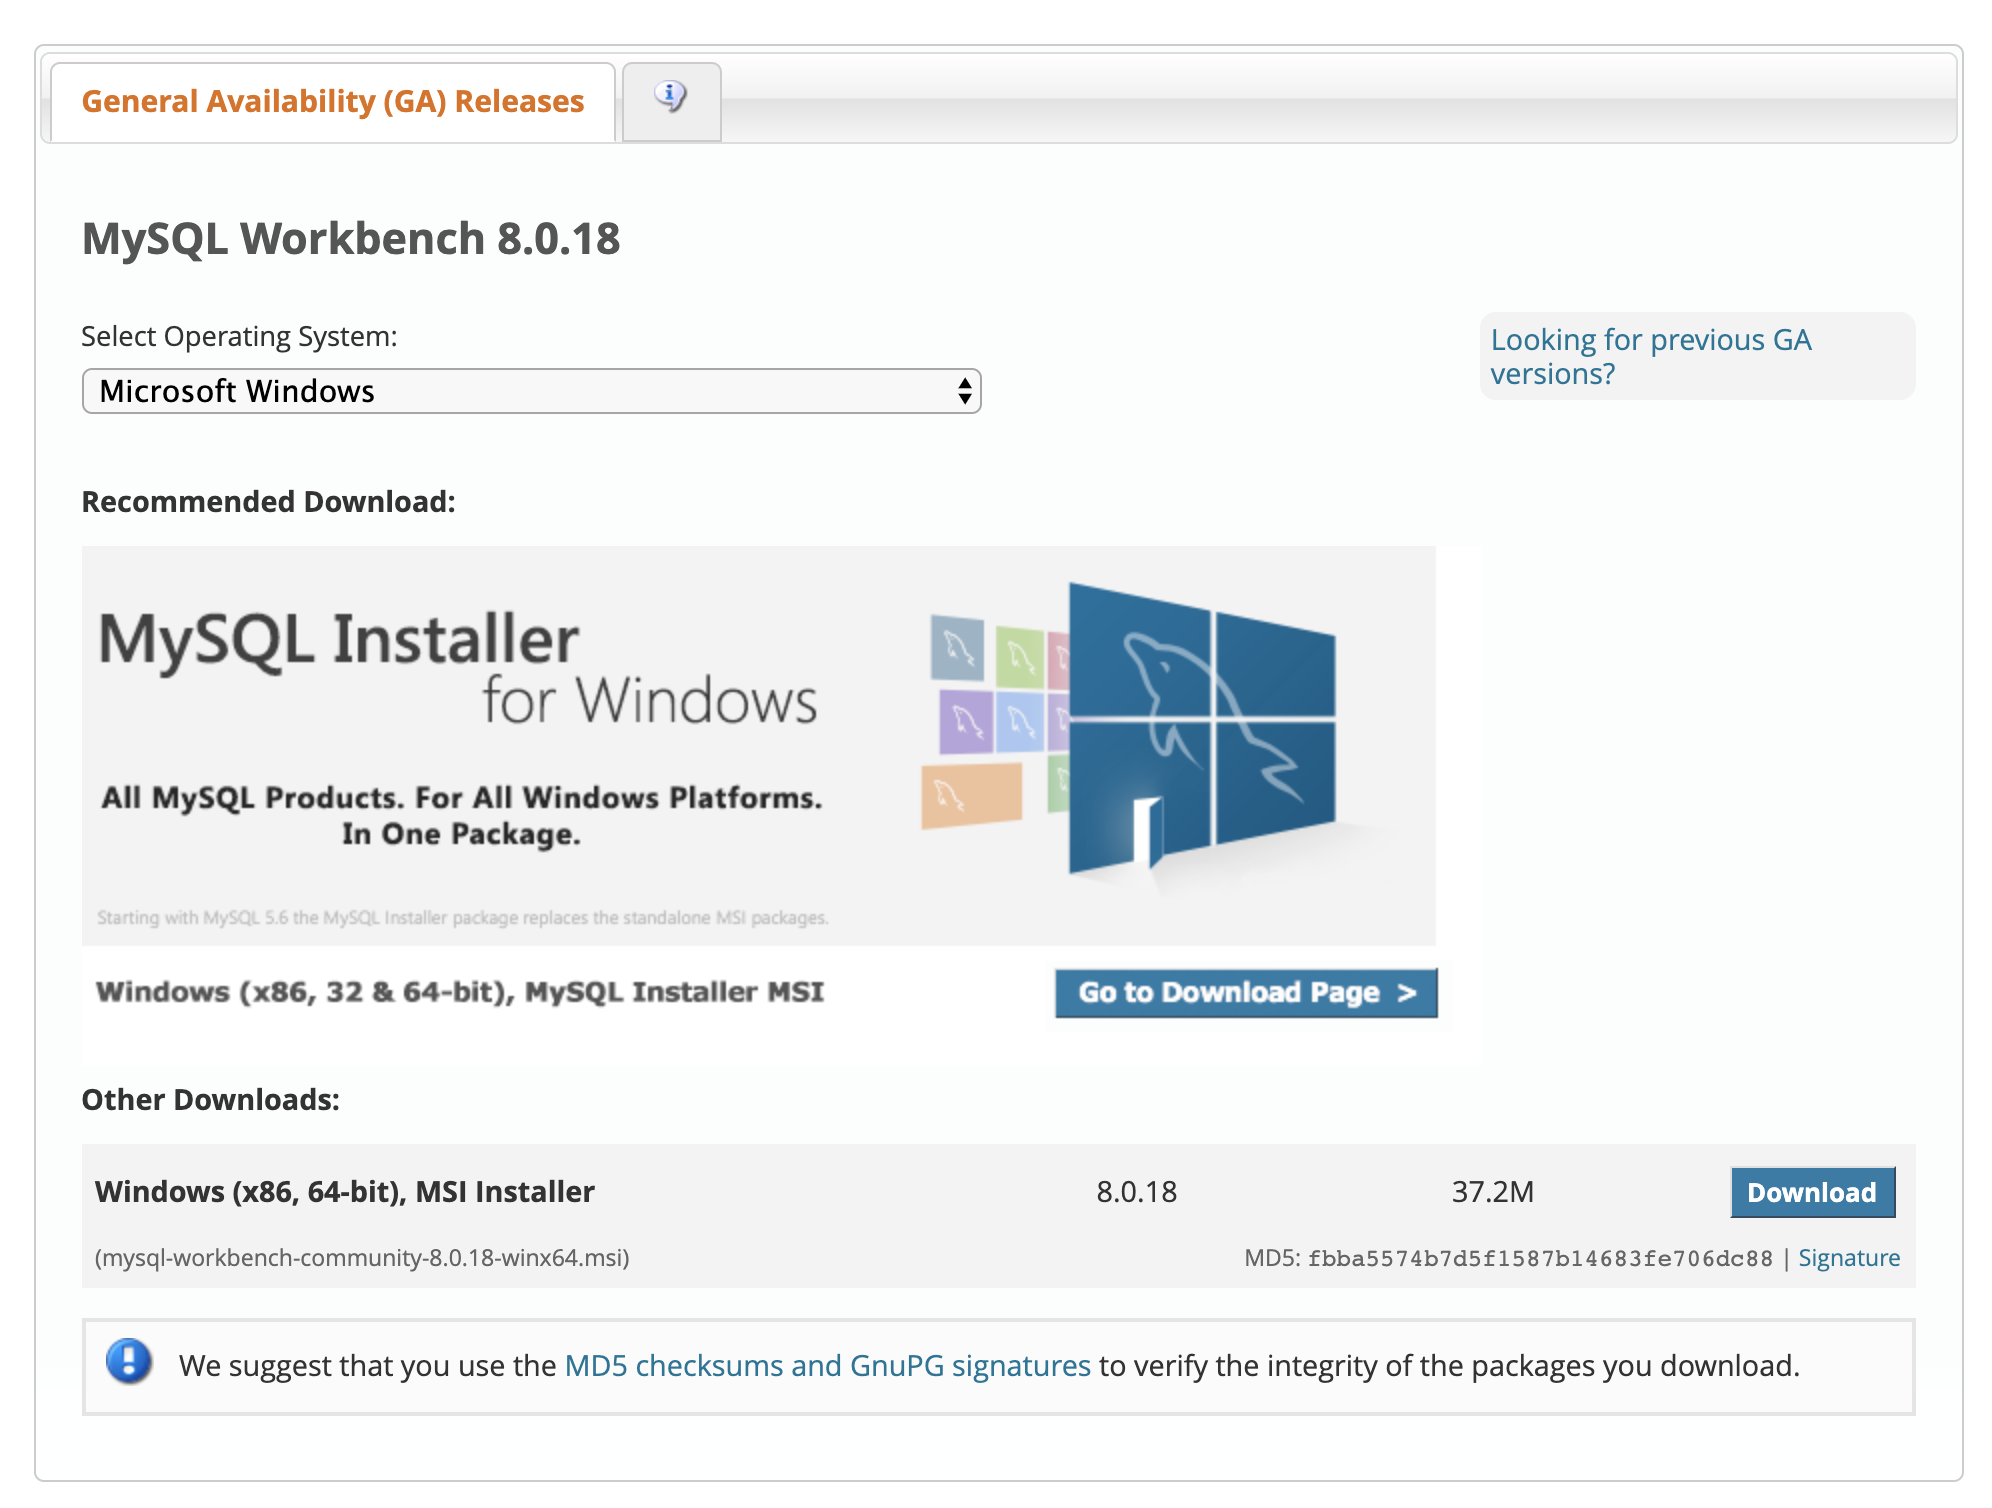 General Availability (GA) Releases
MySQL Workbench 8.0.18
Select Operating System:
Microsoft Windows
Looking for previous GA
versions?
Recommended Download:
MySQL Installer
for Windows
All MySQL Products. For All Windows Platforms.
In One Package.
Starting with MySQL 5.6 the MySQL Installer package replaces the standalone MSI packages.
Windows (x86, 32 & 64-bit), MySQL Installer MSI
Go to Download Page >
Other Downloads:
Windows (x86, 64-bit), MSI Installer 8.0.18 37.2M Download
(mysql-workbench-community-8.0.18-winx64.msi) MD5: fbba5574b7d5f1587b14683fe706dc88 | Signature
We suggest that you use the MD5 checksums and GnuPG signatures to verify the integrity of the packages you download.